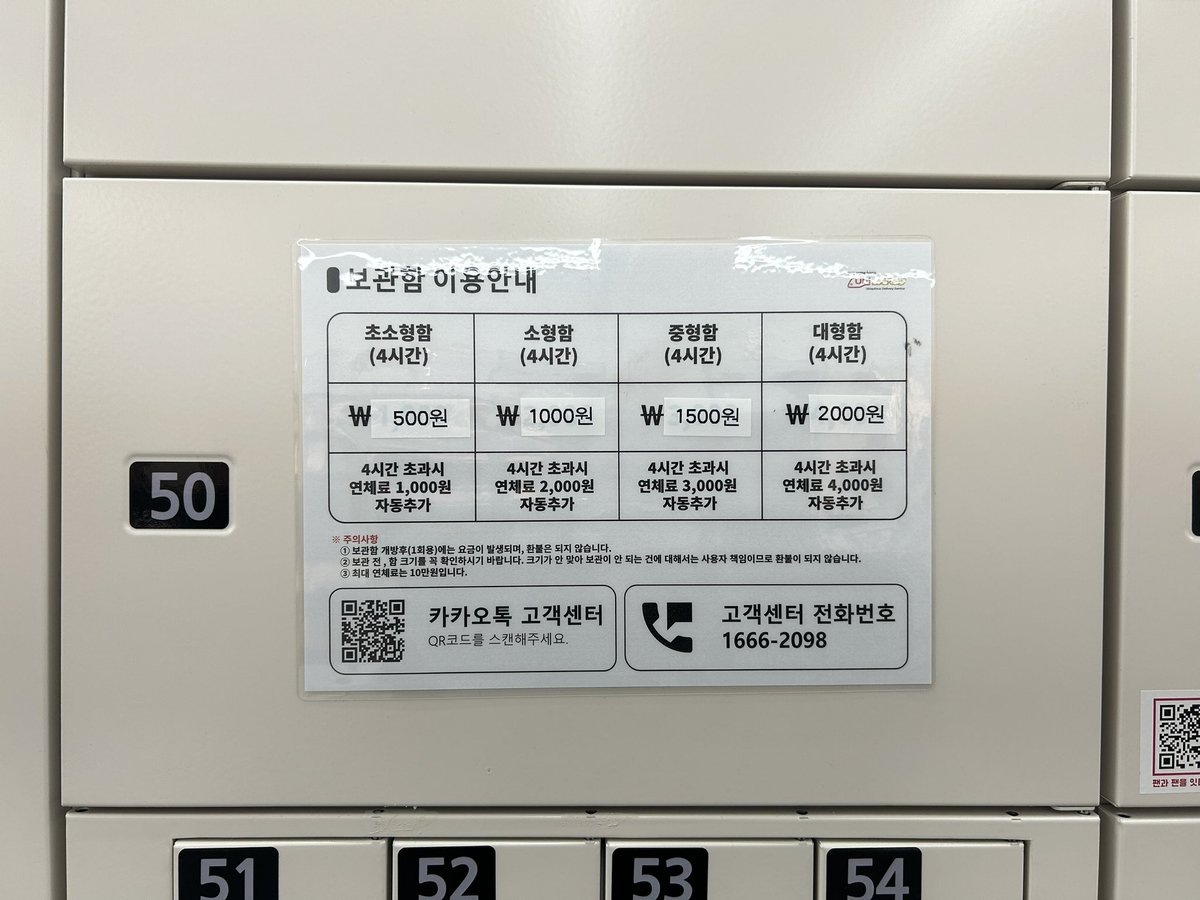 보관함 이용안내
초소형함
(4시간)
소형함
(4시간)
중형함
(4시간)
대형함
(4시간)
₩ 500원
₩ 1000원
₩ 1500원
₩ 2000원
4시간 초과시
연체료 1,000원
자동추가
4시간 초과시
연체료 2,000원
자동추가
4시간 초과시
연체료 3,000원
자동추가
4시간 초과시
연체료 4,000원
자동추가
50
※ 주의사항
① 보관함 개방후(1회용)에는 요금이 발생되며, 환불은 되지 않습니다.
② 보관 전 , 함 크기를 꼭 확인하시기 바랍니다. 크기가 안 맞아 보관이 안 되는 건에 대해서는 사용자 책임이므로 환불이 되지 않습니다.
③ 최대 연체료는 10만원입니다.
카카오톡 고객센터
QR코드를 스캔해주세요.
고객센터 전화번호
1666-2098
팬과 팬을 잇
51
52
53
54